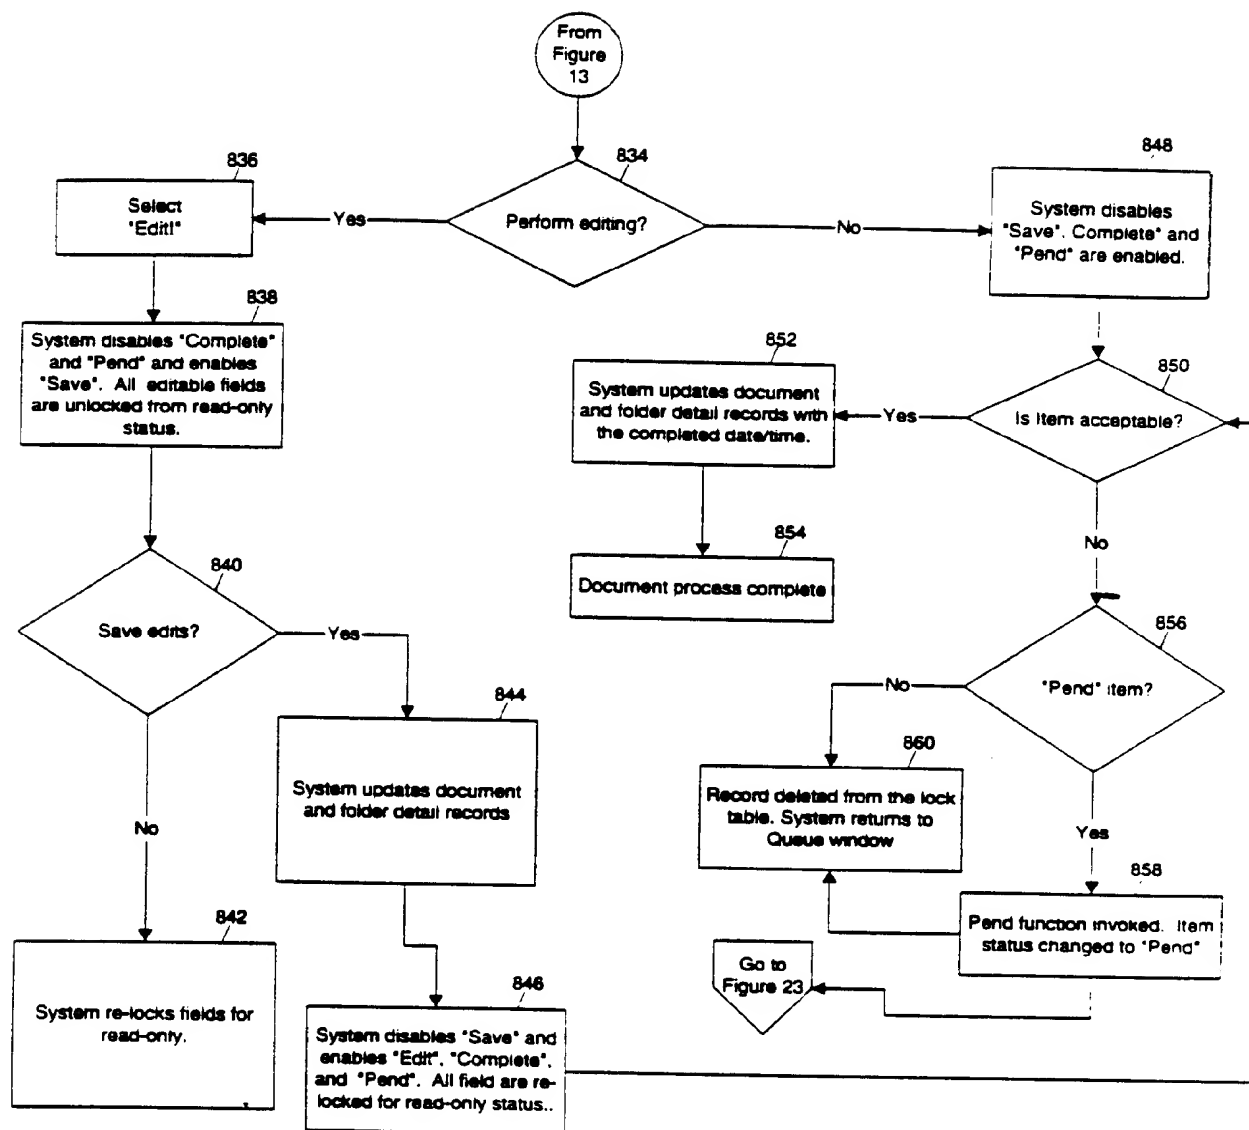 From
Figure
13
834
Perform editing?
Yes
No
836
Select
"Edit!"
838
System disables "Complete"
and "Pend" and enables
"Save". All editable fields
are unlocked from read-only
status.
840
Save edits?
Yes
No
842
System re-locks fields for
read-only.
844
System updates document
and folder detail records
846
System disables "Save" and
enables "Edit", "Complete",
and "Pend". All field are re-
locked for read-only status..
848
System disables
"Save". Complete" and
"Pend" are enabled.
850
Is Item acceptable?
Yes
No
852
System updates document
and folder detail records with
the completed date/time.
854
Document process complete
856
"Pend" item?
No
Yes
860
Record deleted from the lock
table. System returns to
Queue window
858
Pend function invoked. Item
status changed to "Pend"
Go to
Figure 23